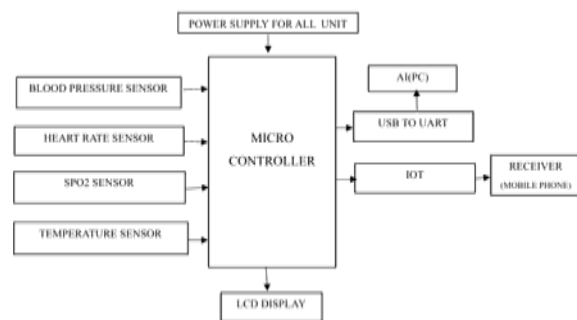 POWER SUPPLY FOR ALL UNIT
BLOOD PRESSURE SENSOR
HEART RATE SENSOR
SPO2 SENSOR
TEMPERATURE SENSOR
MICRO
CONTROLLER
AI(PC)
USB TO UART
IOT
RECEIVER
(MOBILE PHONE)
LCD DISPLAY